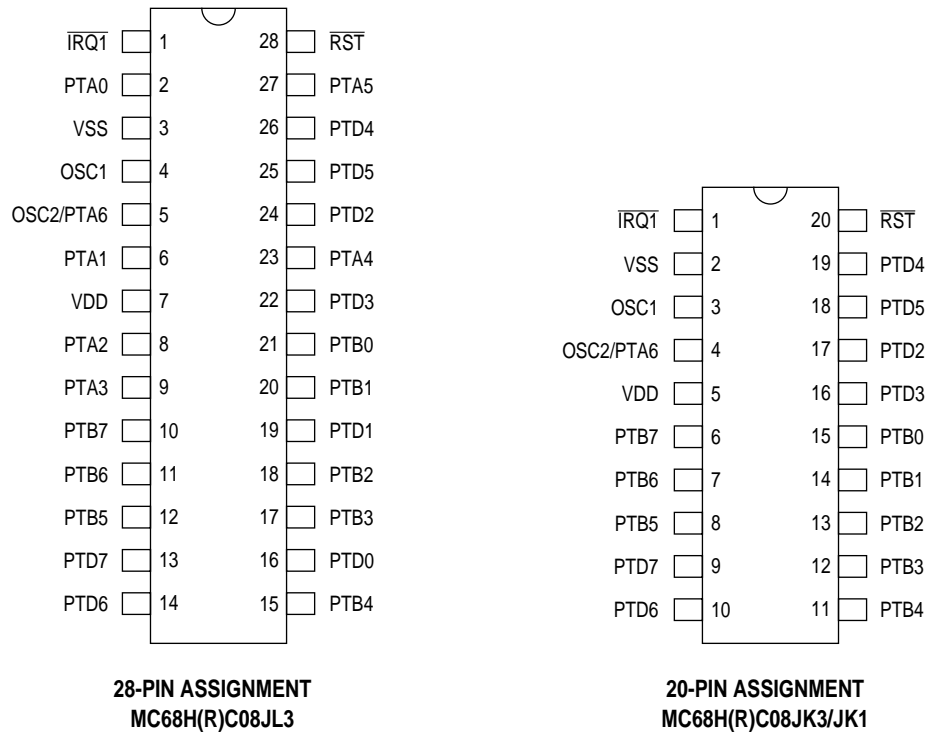 IRQ1 1 28 RST
PTA0 2 27 PTA5
VSS 3 26 PTD4
OSC1 4 25 PTD5
OSC2/PTA6 5 24 PTD2
PTA1 6 23 PTA4
VDD 7 22 PTD3
PTA2 8 21 PTB0
PTA3 9 20 PTB1
PTB7 10 19 PTD1
PTB6 11 18 PTB2
PTB5 12 17 PTB3
PTD7 13 16 PTD0
PTD6 14 15 PTB4
28-PIN ASSIGNMENT
MC68H(R)C08JL3
IRQ1 1 20 RST
VSS 2 19 PTD4
OSC1 3 18 PTD5
OSC2/PTA6 4 17 PTD2
VDD 5 16 PTD3
PTB7 6 15 PTB0
PTB6 7 14 PTB1
PTB5 8 13 PTB2
PTD7 9 12 PTB3
PTD6 10 11 PTB4
20-PIN ASSIGNMENT
MC68H(R)C08JK3/JK1